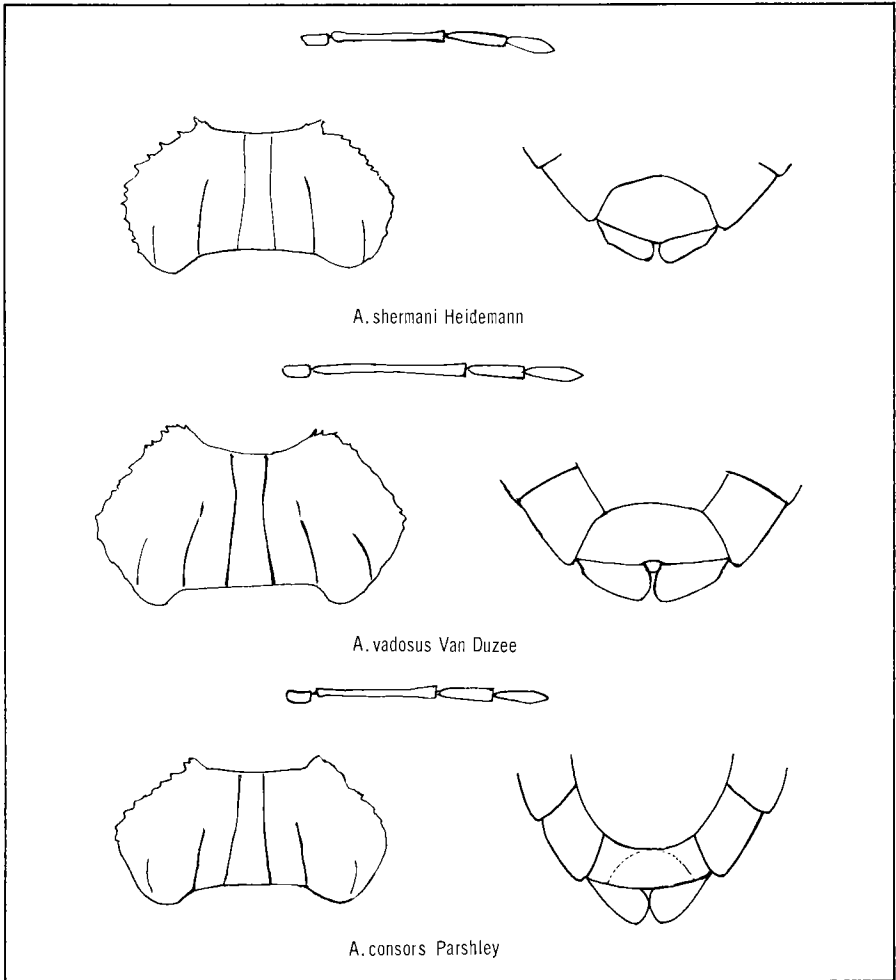 A. shermani Heidemann
A. vadosus Van Duzee
A. consors Parshley